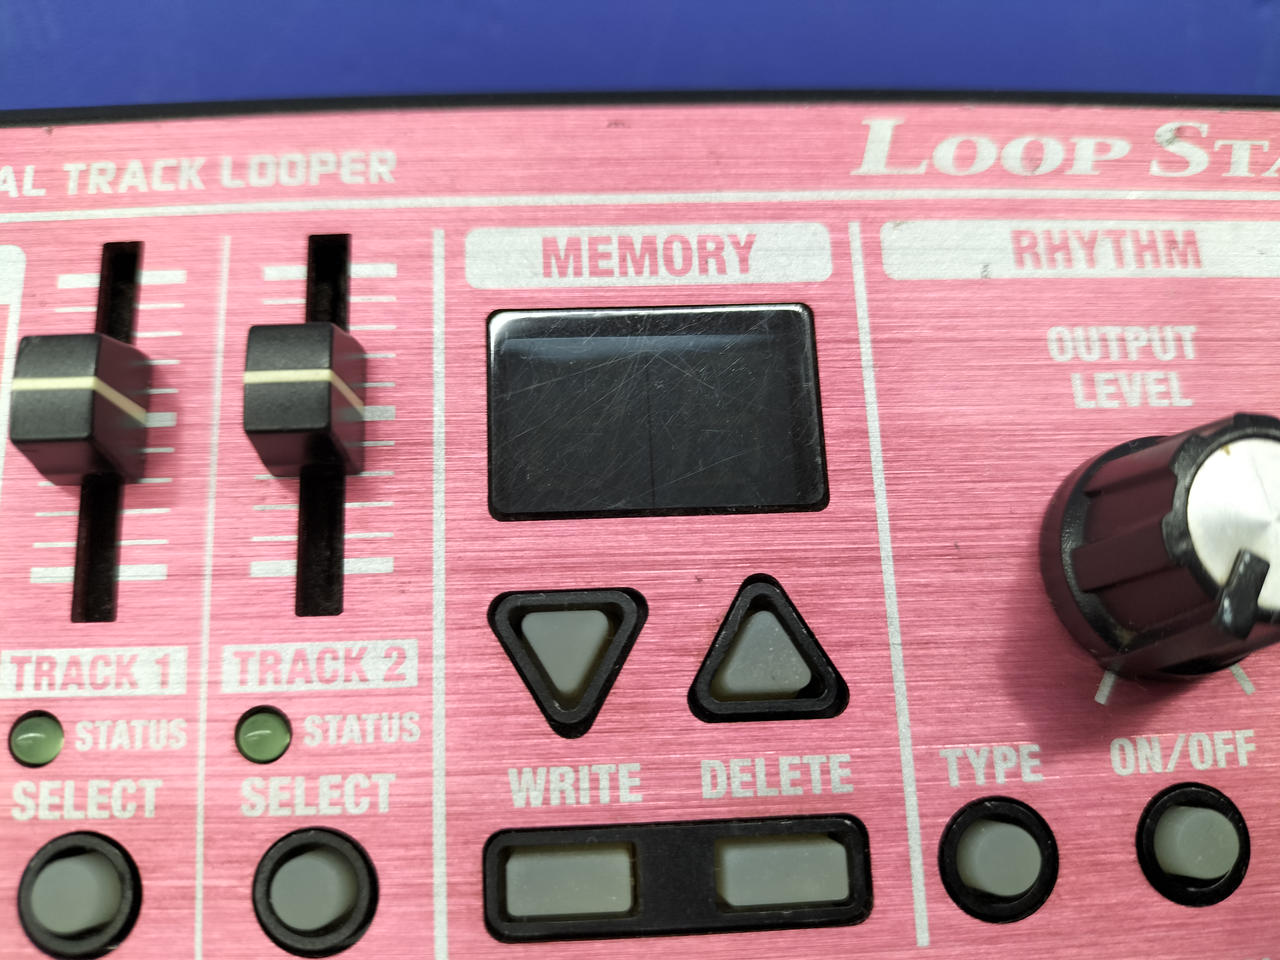 AL TRACK LOOPER
LOOP STA
MEMORY
RHYTHM
OUTPUT
LEVEL
TRACK 1
TRACK 2
STATUS
STATUS
SELECT
SELECT
WRITE
DELETE
TYPE
ON/OFF